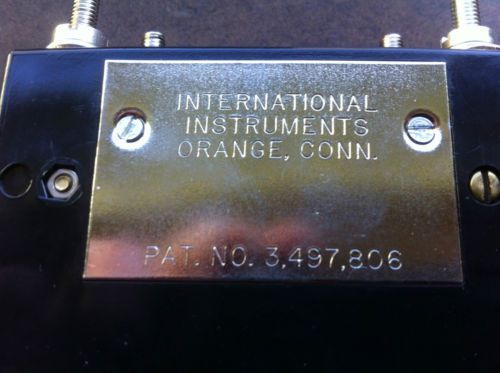 INTERNATIONAL
INSTRUMENTS
ORANGE, CONN.
PAT. NO. 3,497,806